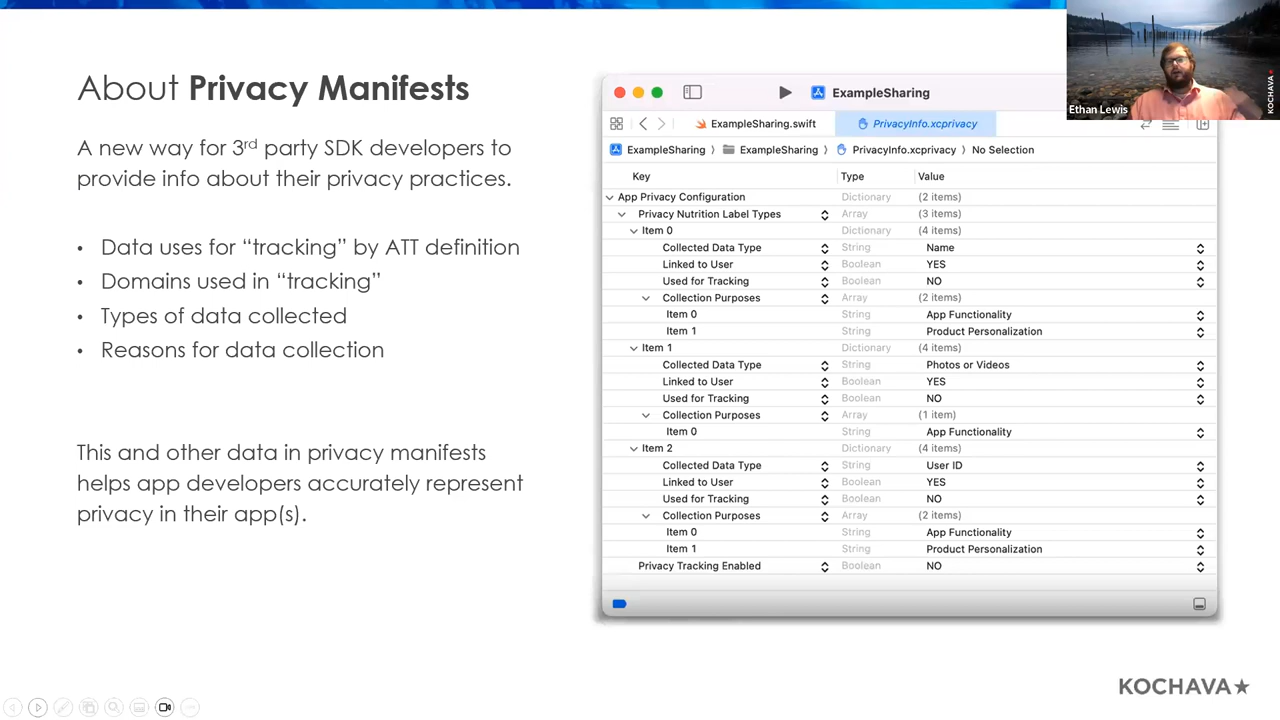 About Privacy Manifests
A new way for 3rd party SDK developers to
provide info about their privacy practices.
• Data uses for “tracking” by ATT definition
• Domains used in “tracking”
• Types of data collected
• Reasons for data collection
This and other data in privacy manifests
helps app developers accurately represent
privacy in their app(s).
ExampleSharing
ExampleSharing.swift PrivacyInfo.xcprivacy
ExampleSharing ExampleSharing PrivacyInfo.xcprivacy No Selection
Key Type Value
App Privacy Configuration Dictionary (2 items)
Privacy Nutrition Label Types Array (3 items)
Item 0 Dictionary (4 items)
Collected Data Type String Name
Linked to User Boolean YES
Used for Tracking Boolean NO
Collection Purposes Array (2 items)
Item 0 String App Functionality
Item 1 String Product Personalization
Item 1 Dictionary (4 items)
Collected Data Type String Photos or Videos
Linked to User Boolean YES
Used for Tracking Boolean NO
Collection Purposes Array (1 item)
Item 0 String App Functionality
Item 2 Dictionary (4 items)
Collected Data Type String User ID
Linked to User Boolean YES
Used for Tracking Boolean NO
Collection Purposes Array (2 items)
Item 0 String App Functionality
Item 1 String Product Personalization
Privacy Tracking Enabled Boolean NO
Ethan Lewis
KOCHAVA
KOCHAVA